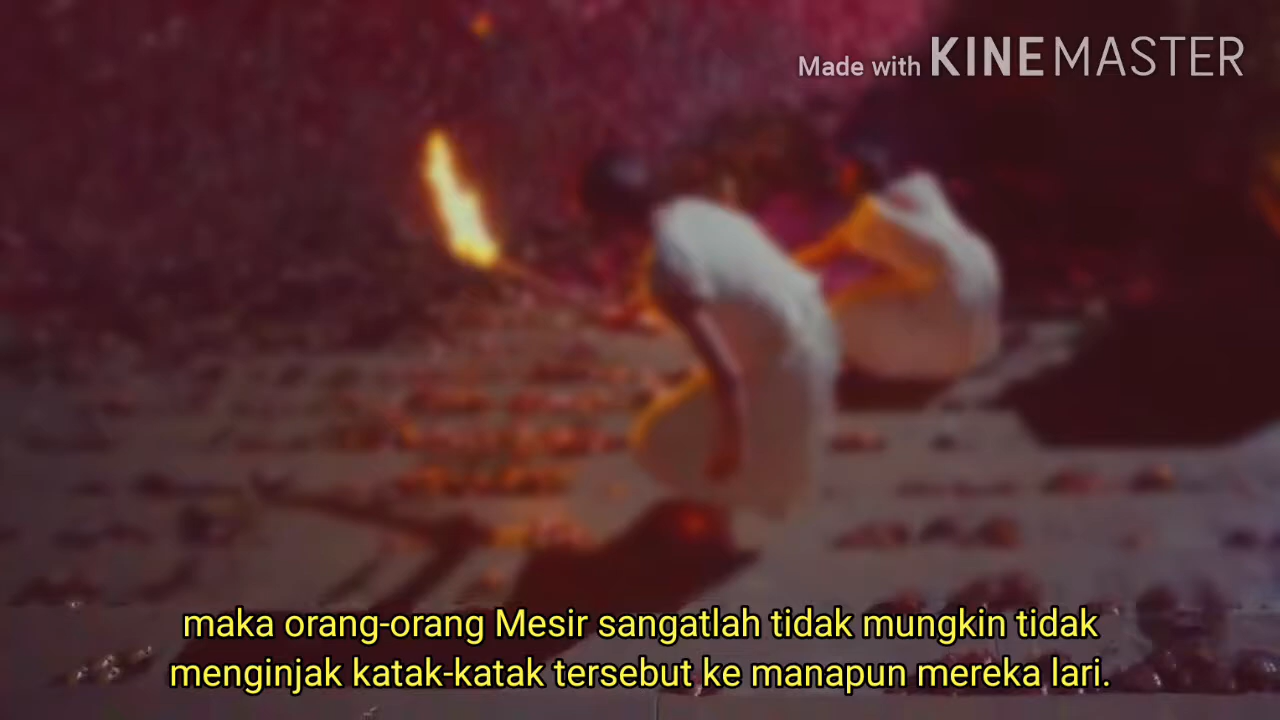 Made with KINEMASTER
maka orang-orang Mesir sangatlah tidak mungkin tidak
menginjak katak-katak tersebut ke manapun mereka lari.